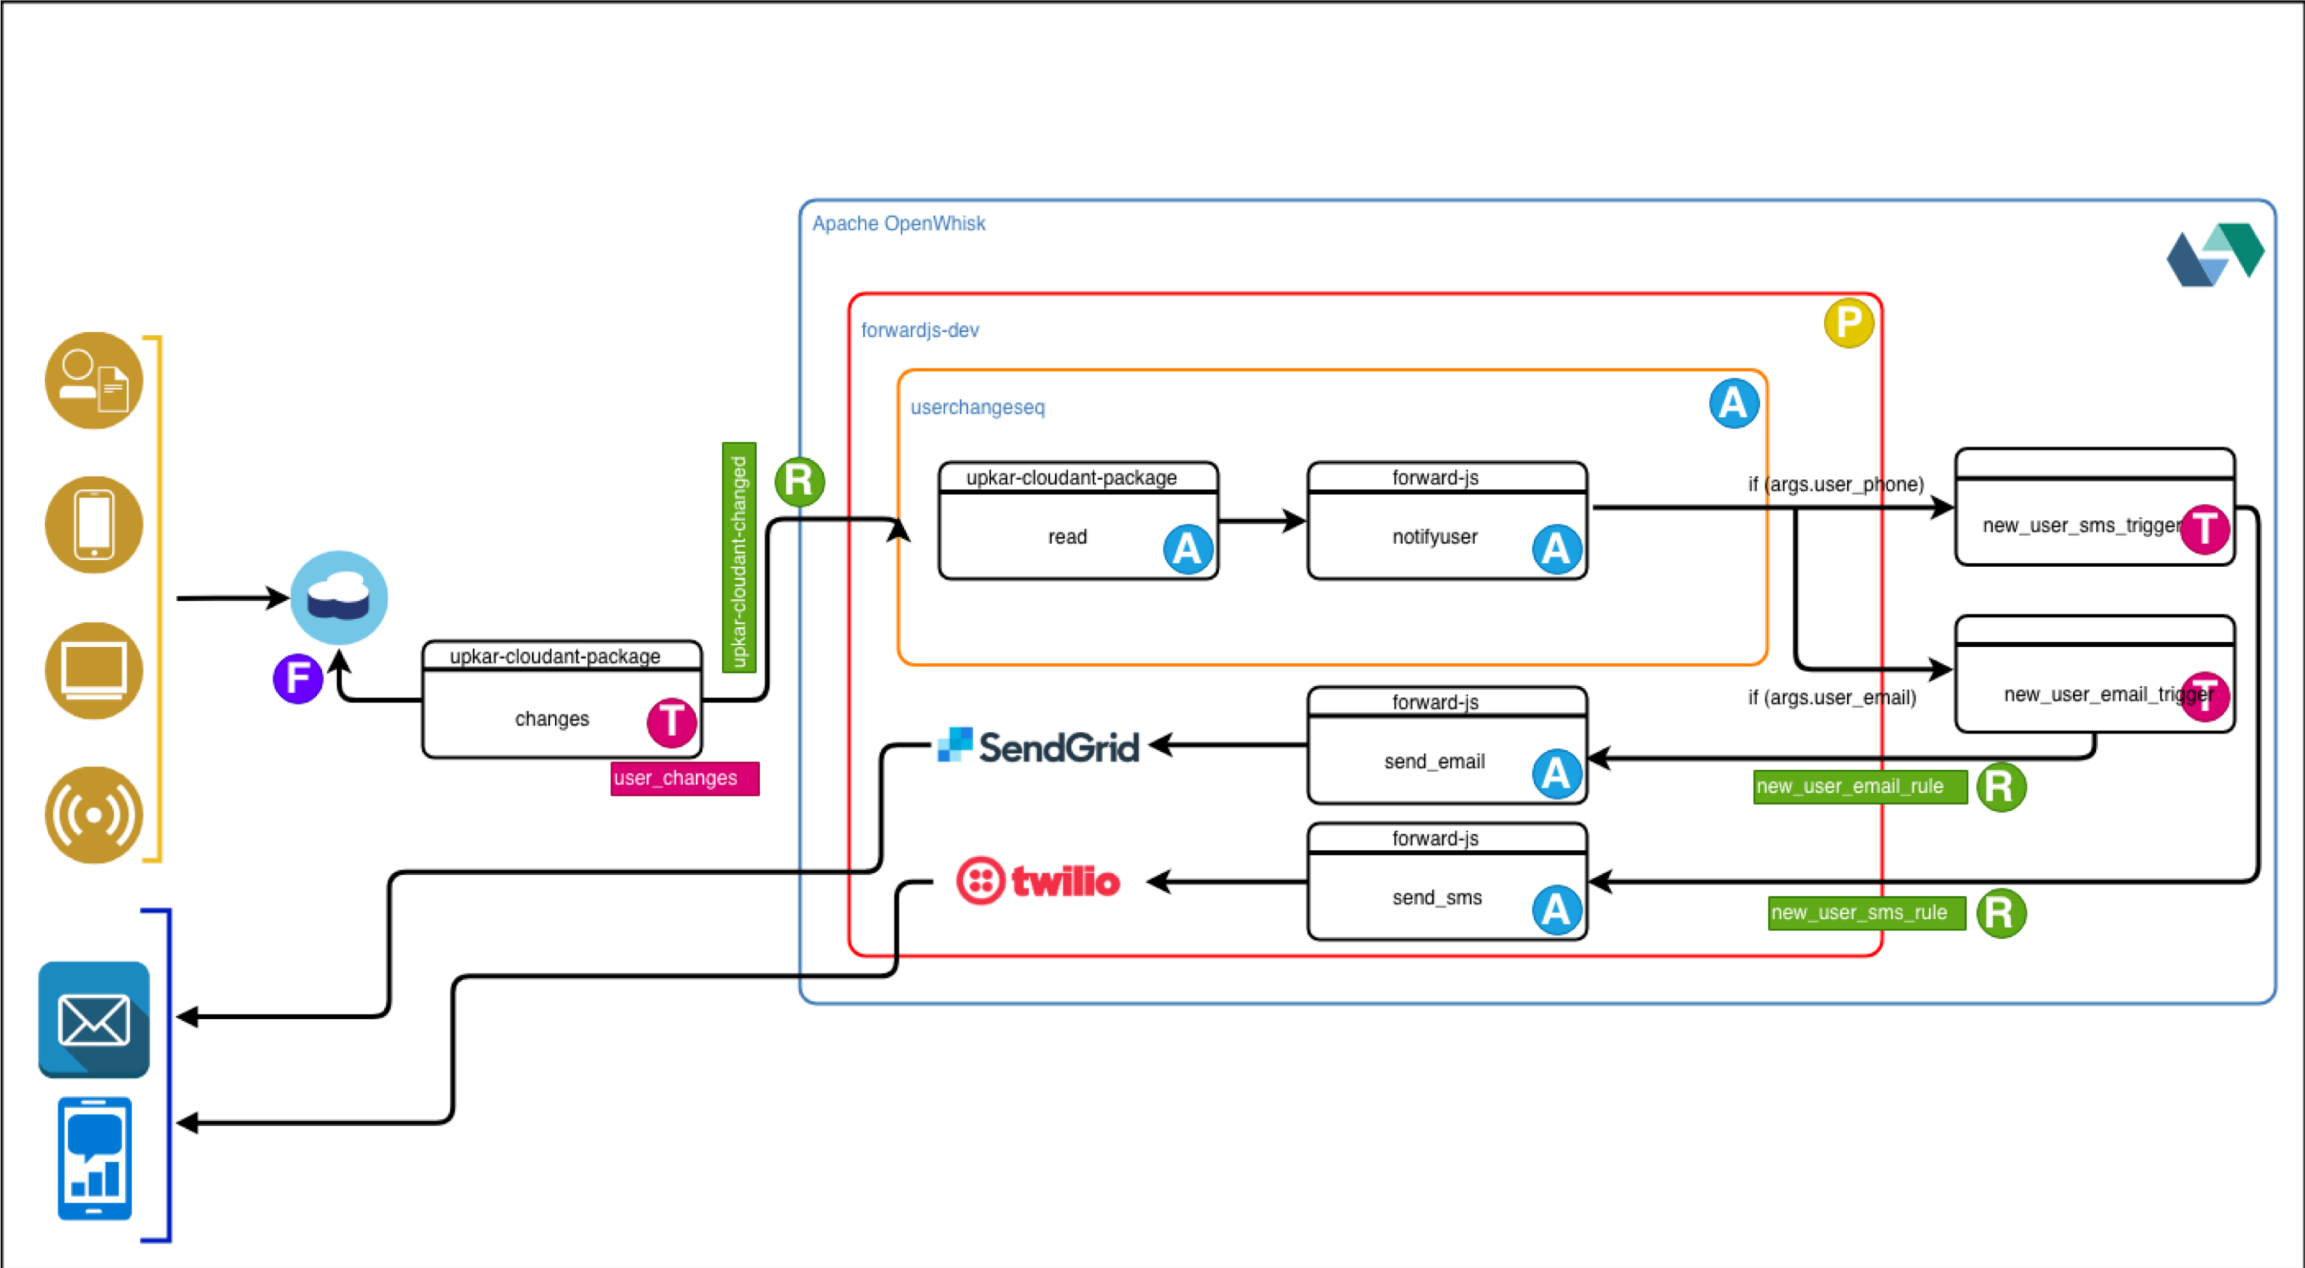 Apache OpenWhisk
forwardjs-dev
P
userchangeseq
A
upkar-cloudant-changed
R
upkar-cloudant-package
read
A
forward-js
notifyuser
A
if (args.user_phone)
new_user_sms_trigger
T
if (args.user_email)
new_user_email_trigger
T
F
upkar-cloudant-package
changes
T
user_changes
SendGrid
forward-js
send_email
A
new_user_email_rule
R
twilio
forward-js
send_sms
A
new_user_sms_rule
R